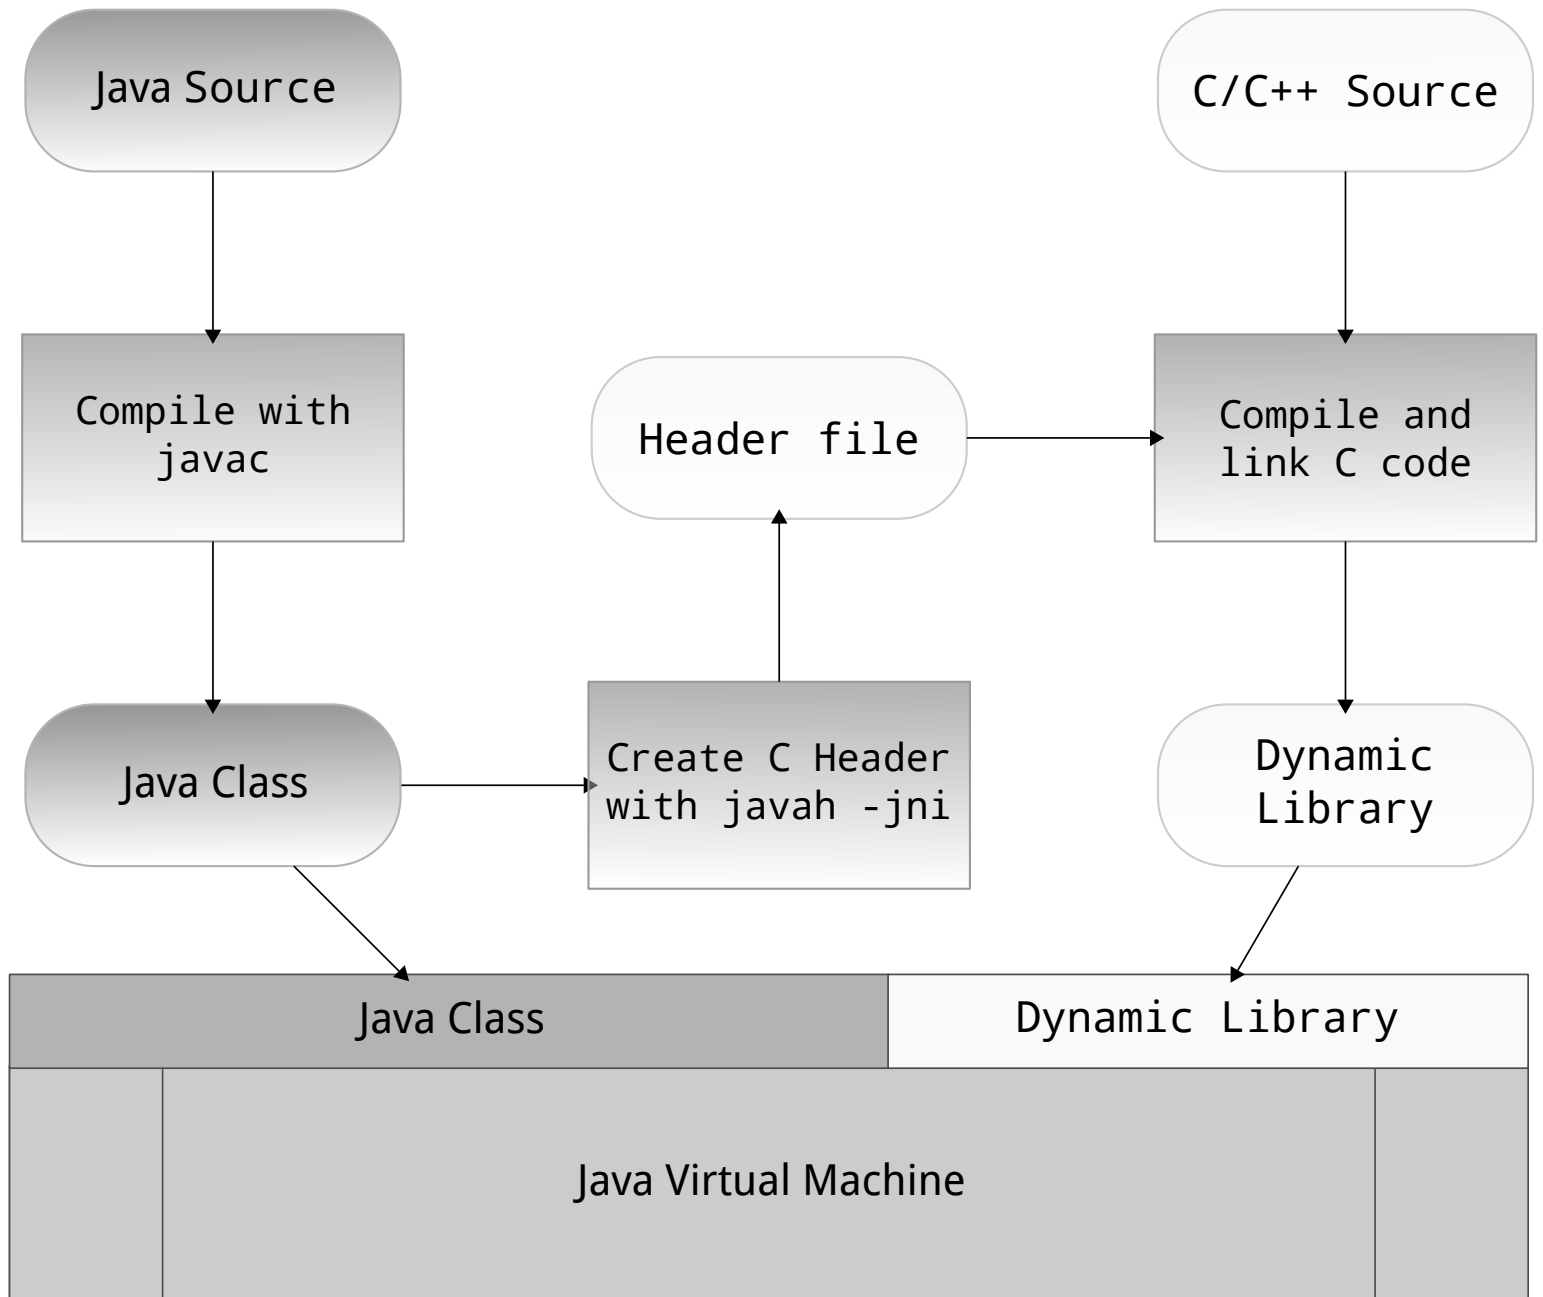 Java Source
C/C++ Source
Compile with
javac
Header file
Compile and
link C code
Java Class
Create C Header
with javah -jni
Dynamic
Library
Java Class
Dynamic Library
Java Virtual Machine